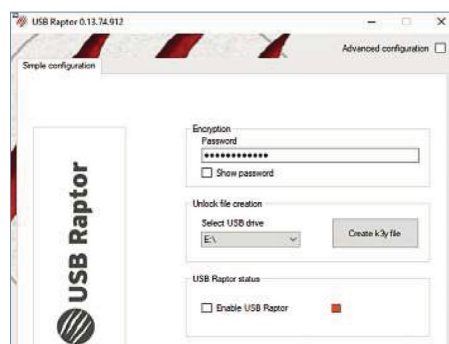 USB Raptor 0.13.74.912
Advanced configuration
Simple configuration
USB Raptor
Encryption
Password
●●●●●●●●●●●●
Show password
Unlock file creation
Select USB drive
E:\
Create k3y file
USB Raptor status
Enable USB Raptor